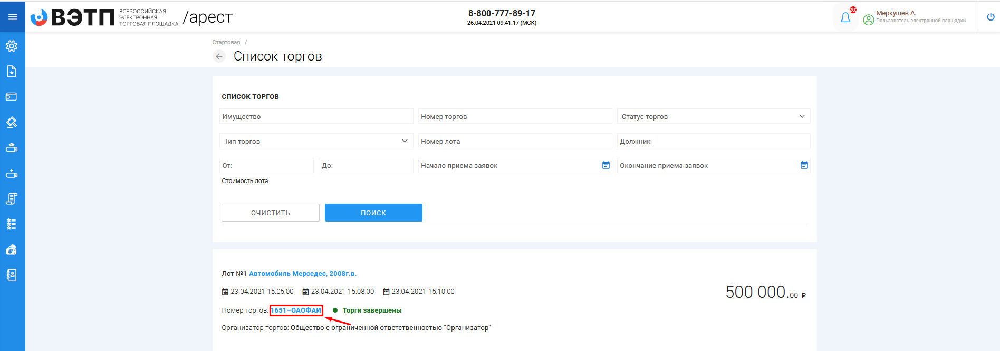 ВЭТП ВСЕРОССИЙСКАЯ ЭЛЕКТРОННАЯ ТОРГОВАЯ ПЛОЩАДКА /арест
8-800-777-89-17
26.04.2021 09:41:17 (МСК)
Меркушев А.
Пользователь электронной площадки
Стартовая /
Список торгов
СПИСОК ТОРГОВ
Имущество Номер торгов Статус торгов
Тип торгов Номер лота Должник
От: До: Начало приема заявок Окончание приема заявок
Стоимость лота
ОЧИСТИТЬ ПОИСК
Лот №1 Автомобиль Мерседес, 2008г.в.
23.04.2021 15:05:00 23.04.2021 15:08:00 23.04.2021 15:10:00
500 000.00 ₽
Номер торгов: 1651–ОАОФАИ Торги завершены
Организатор торгов: Общество с ограниченной ответственностью "Организатор"